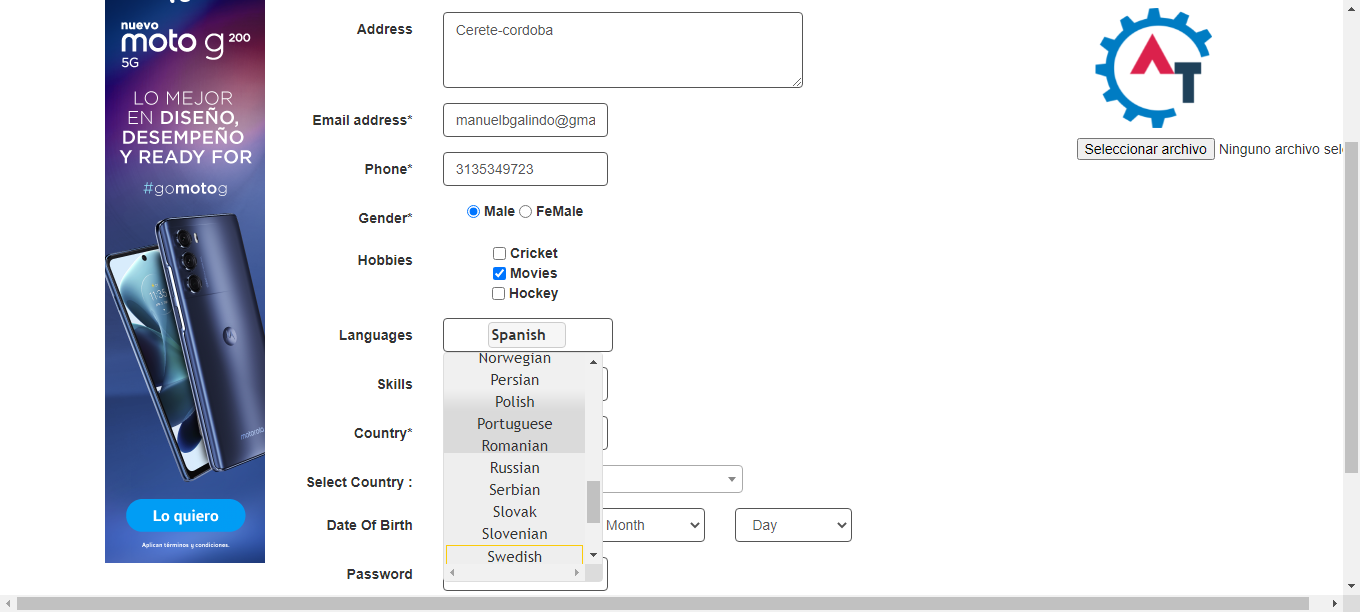 nuevo
moto g 200
5G
LO MEJOR
EN DISEÑO,
DESEMPEÑO
Y READY FOR
#gomotog
motorola
Lo quiero
Aplican términos y condiciones.
Address
Cerete-cordoba
Email address*
manuelbgalindo@gma
Phone*
3135349723
Gender*
Male FeMale
Hobbies
Cricket
Movies
Hockey
Languages
Spanish
Norwegian
Persian
Polish
Portuguese
Romanian
Russian
Serbian
Slovak
Slovenian
Swedish
Skills
Country*
Select Country :
Date Of Birth
Month
Day
Password
AT
Seleccionar archivo Ninguno archivo sel